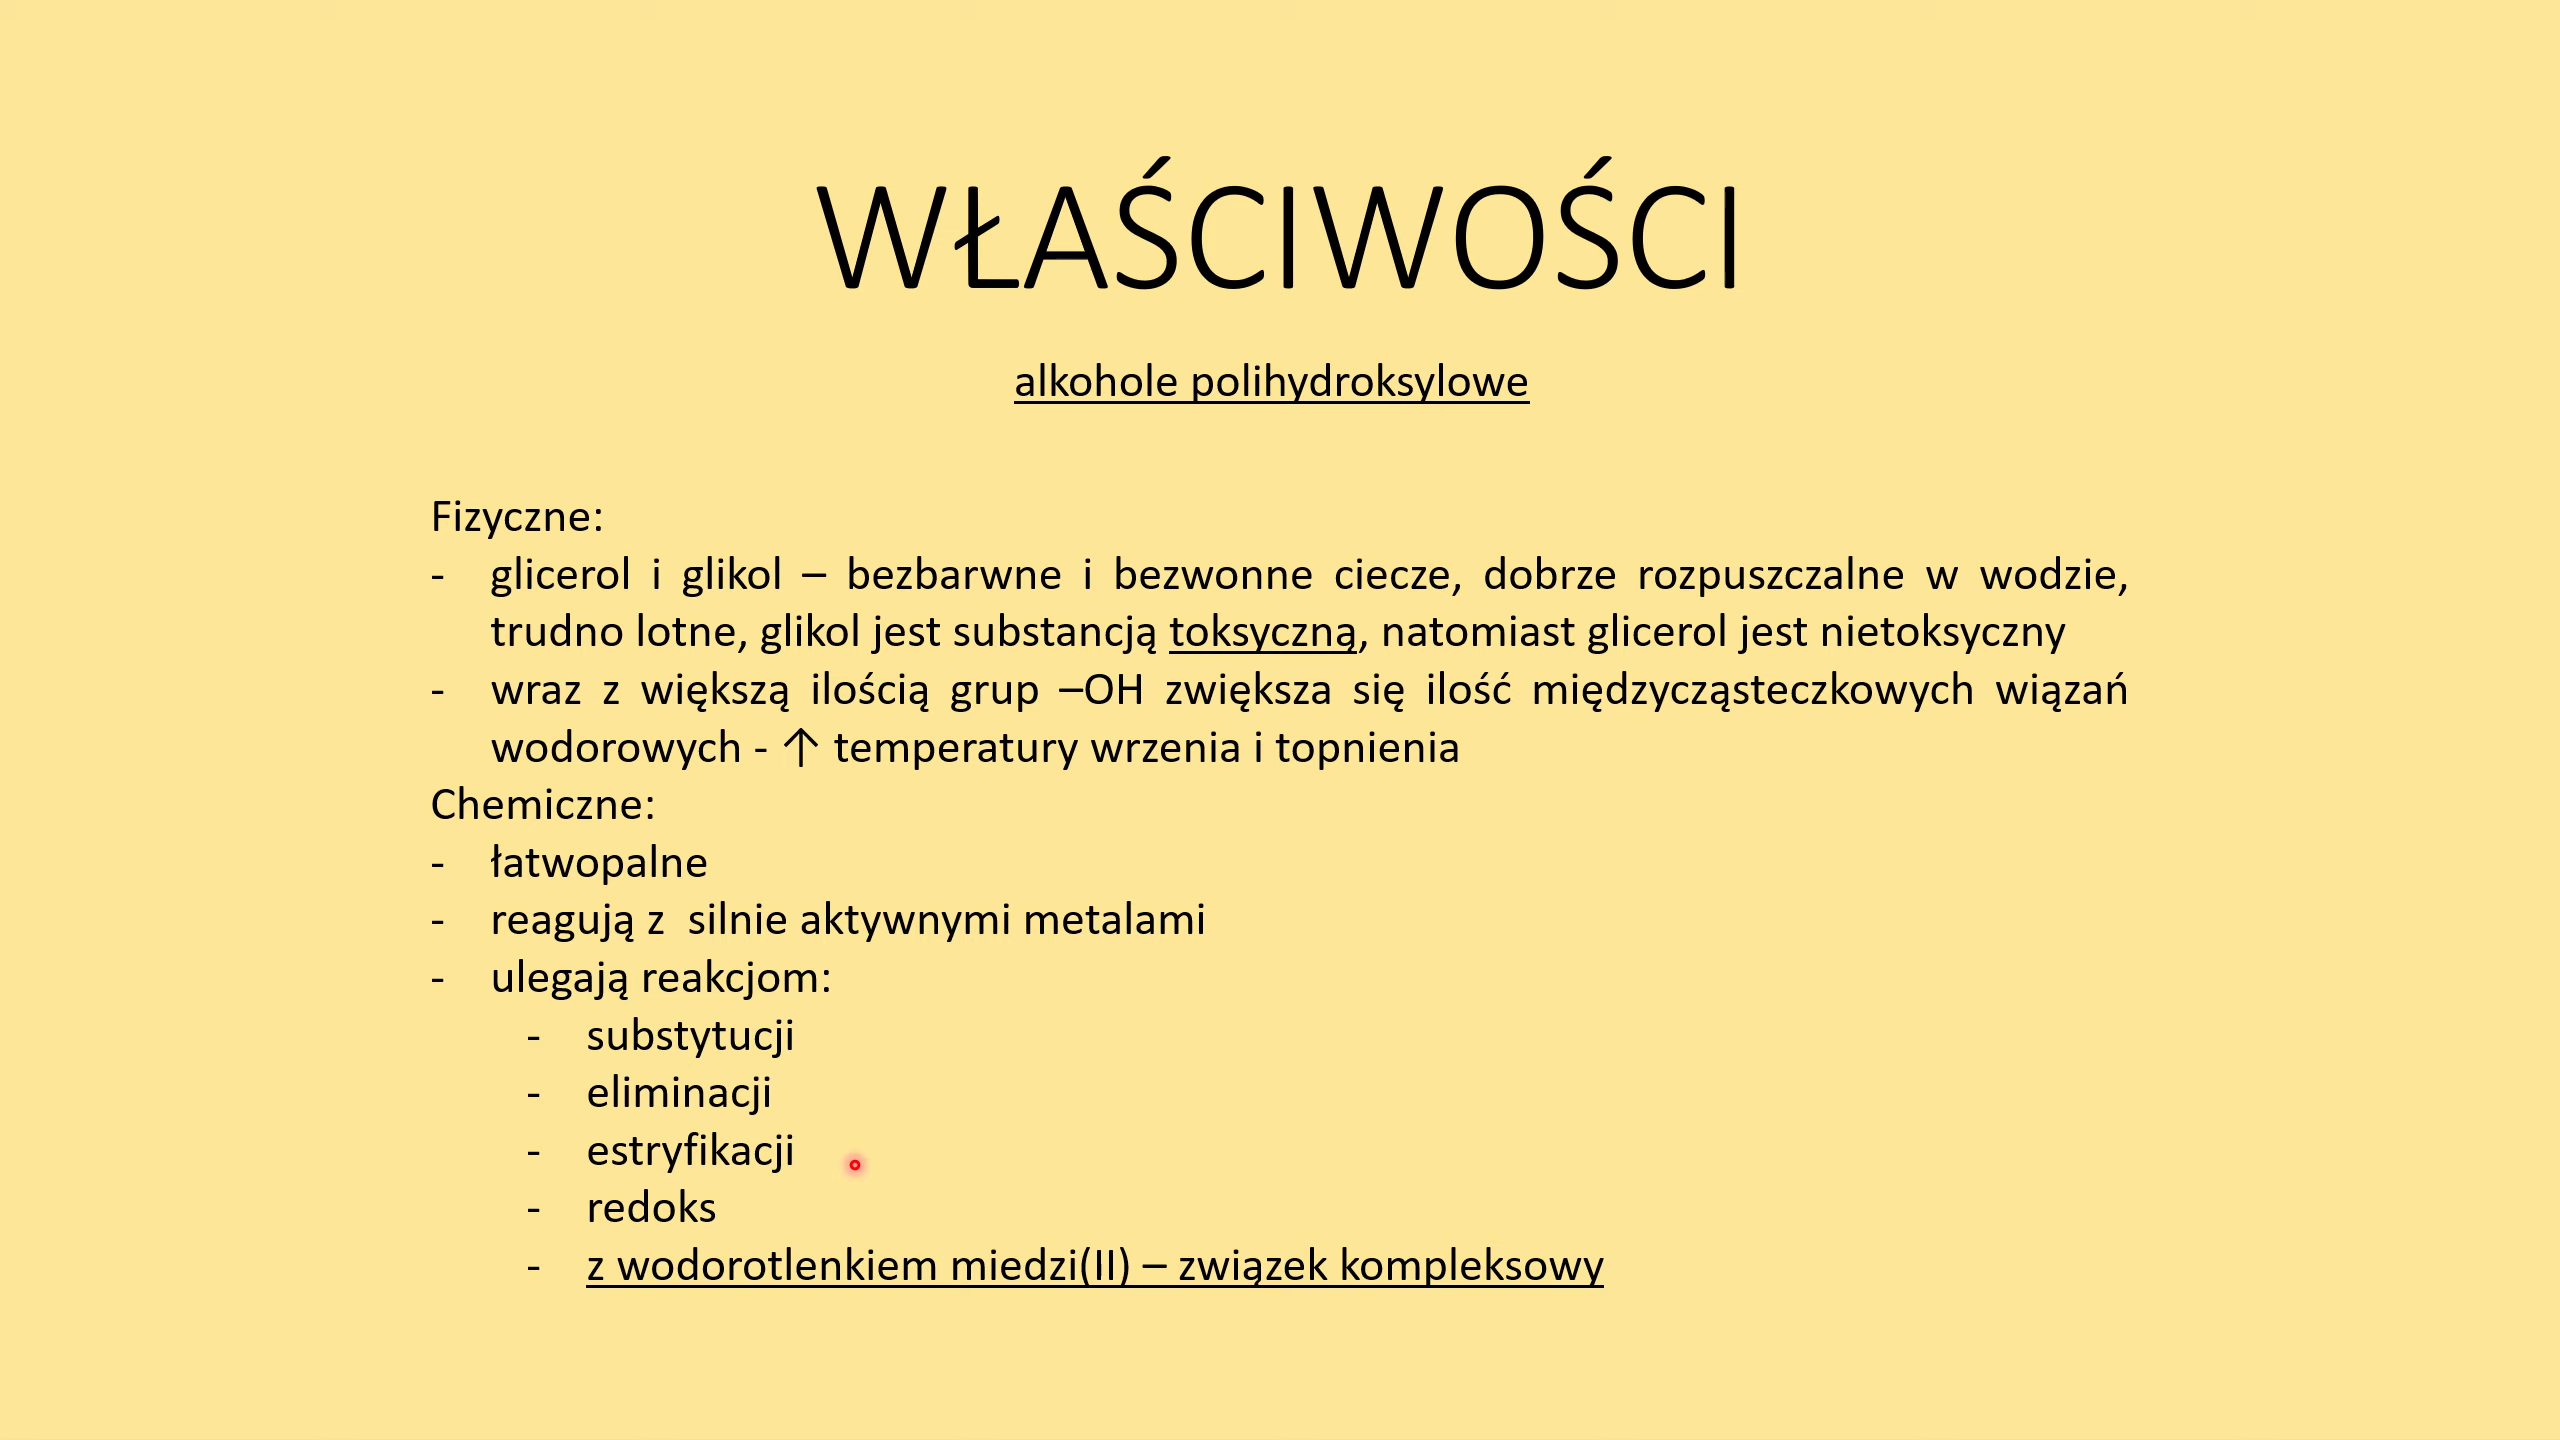 WŁAŚCIWOŚCI
alkohole polihydroksylowe
Fizyczne:
- glicerol i glikol – bezbarwne i bezwonne ciecze, dobrze rozpuszczalne w wodzie,
trudno lotne, glikol jest substancją toksyczną, natomiast glicerol jest nietoksyczny
- wraz z większą ilością grup –OH zwiększa się ilość międzycząsteczkowych wiązań
wodorowych - ↑ temperatury wrzenia i topnienia
Chemiczne:
- łatwopalne
- reagują z silnie aktywnymi metalami
- ulegają reakcjom:
- substytucji
- eliminacji
- estryfikacji
- redoks
- z wodorotlenkiem miedzi(II) – związek kompleksowy